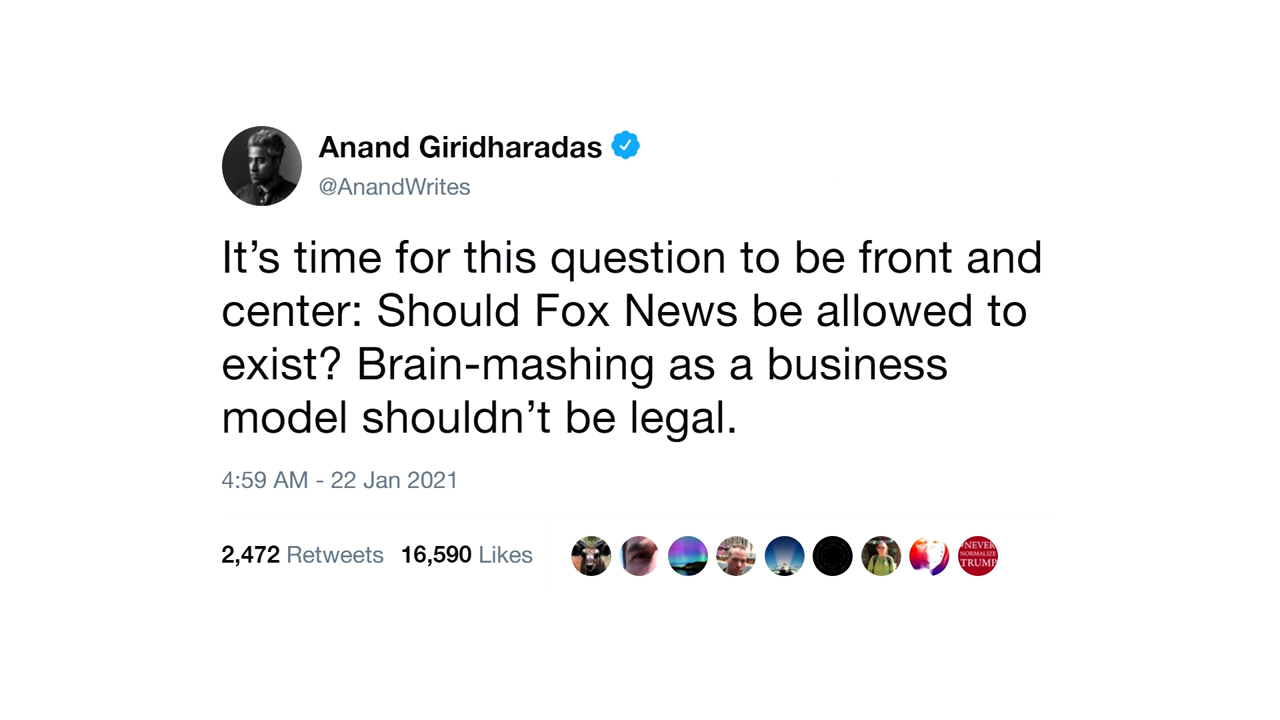 Anand Giridharadas
@AnandWrites
It’s time for this question to be front and
center: Should Fox News be allowed to
exist? Brain-mashing as a business
model shouldn’t be legal.
4:59 AM - 22 Jan 2021
2,472 Retweets 16,590 Likes
NEVER
NORMALIZE
TRUMP